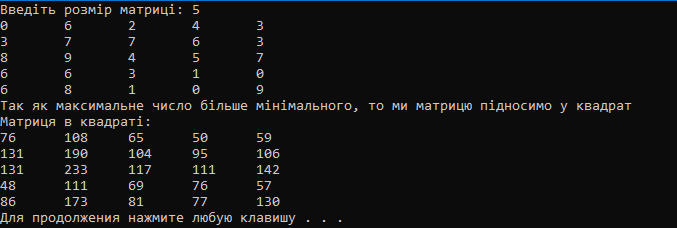 Введіть розмір матриці: 5
0 6 2 4 3
3 7 7 6 3
8 9 4 5 7
6 6 3 1 0
6 8 1 0 9
Так як максимальне число більше мінімального, то ми матрицю підносимо у квадрат
Матриця в квадраті:
76 108 65 50 59
131 190 104 95 106
131 233 117 111 142
48 111 69 76 57
86 173 81 77 130
Для продолжения нажмите любую клавишу . . .